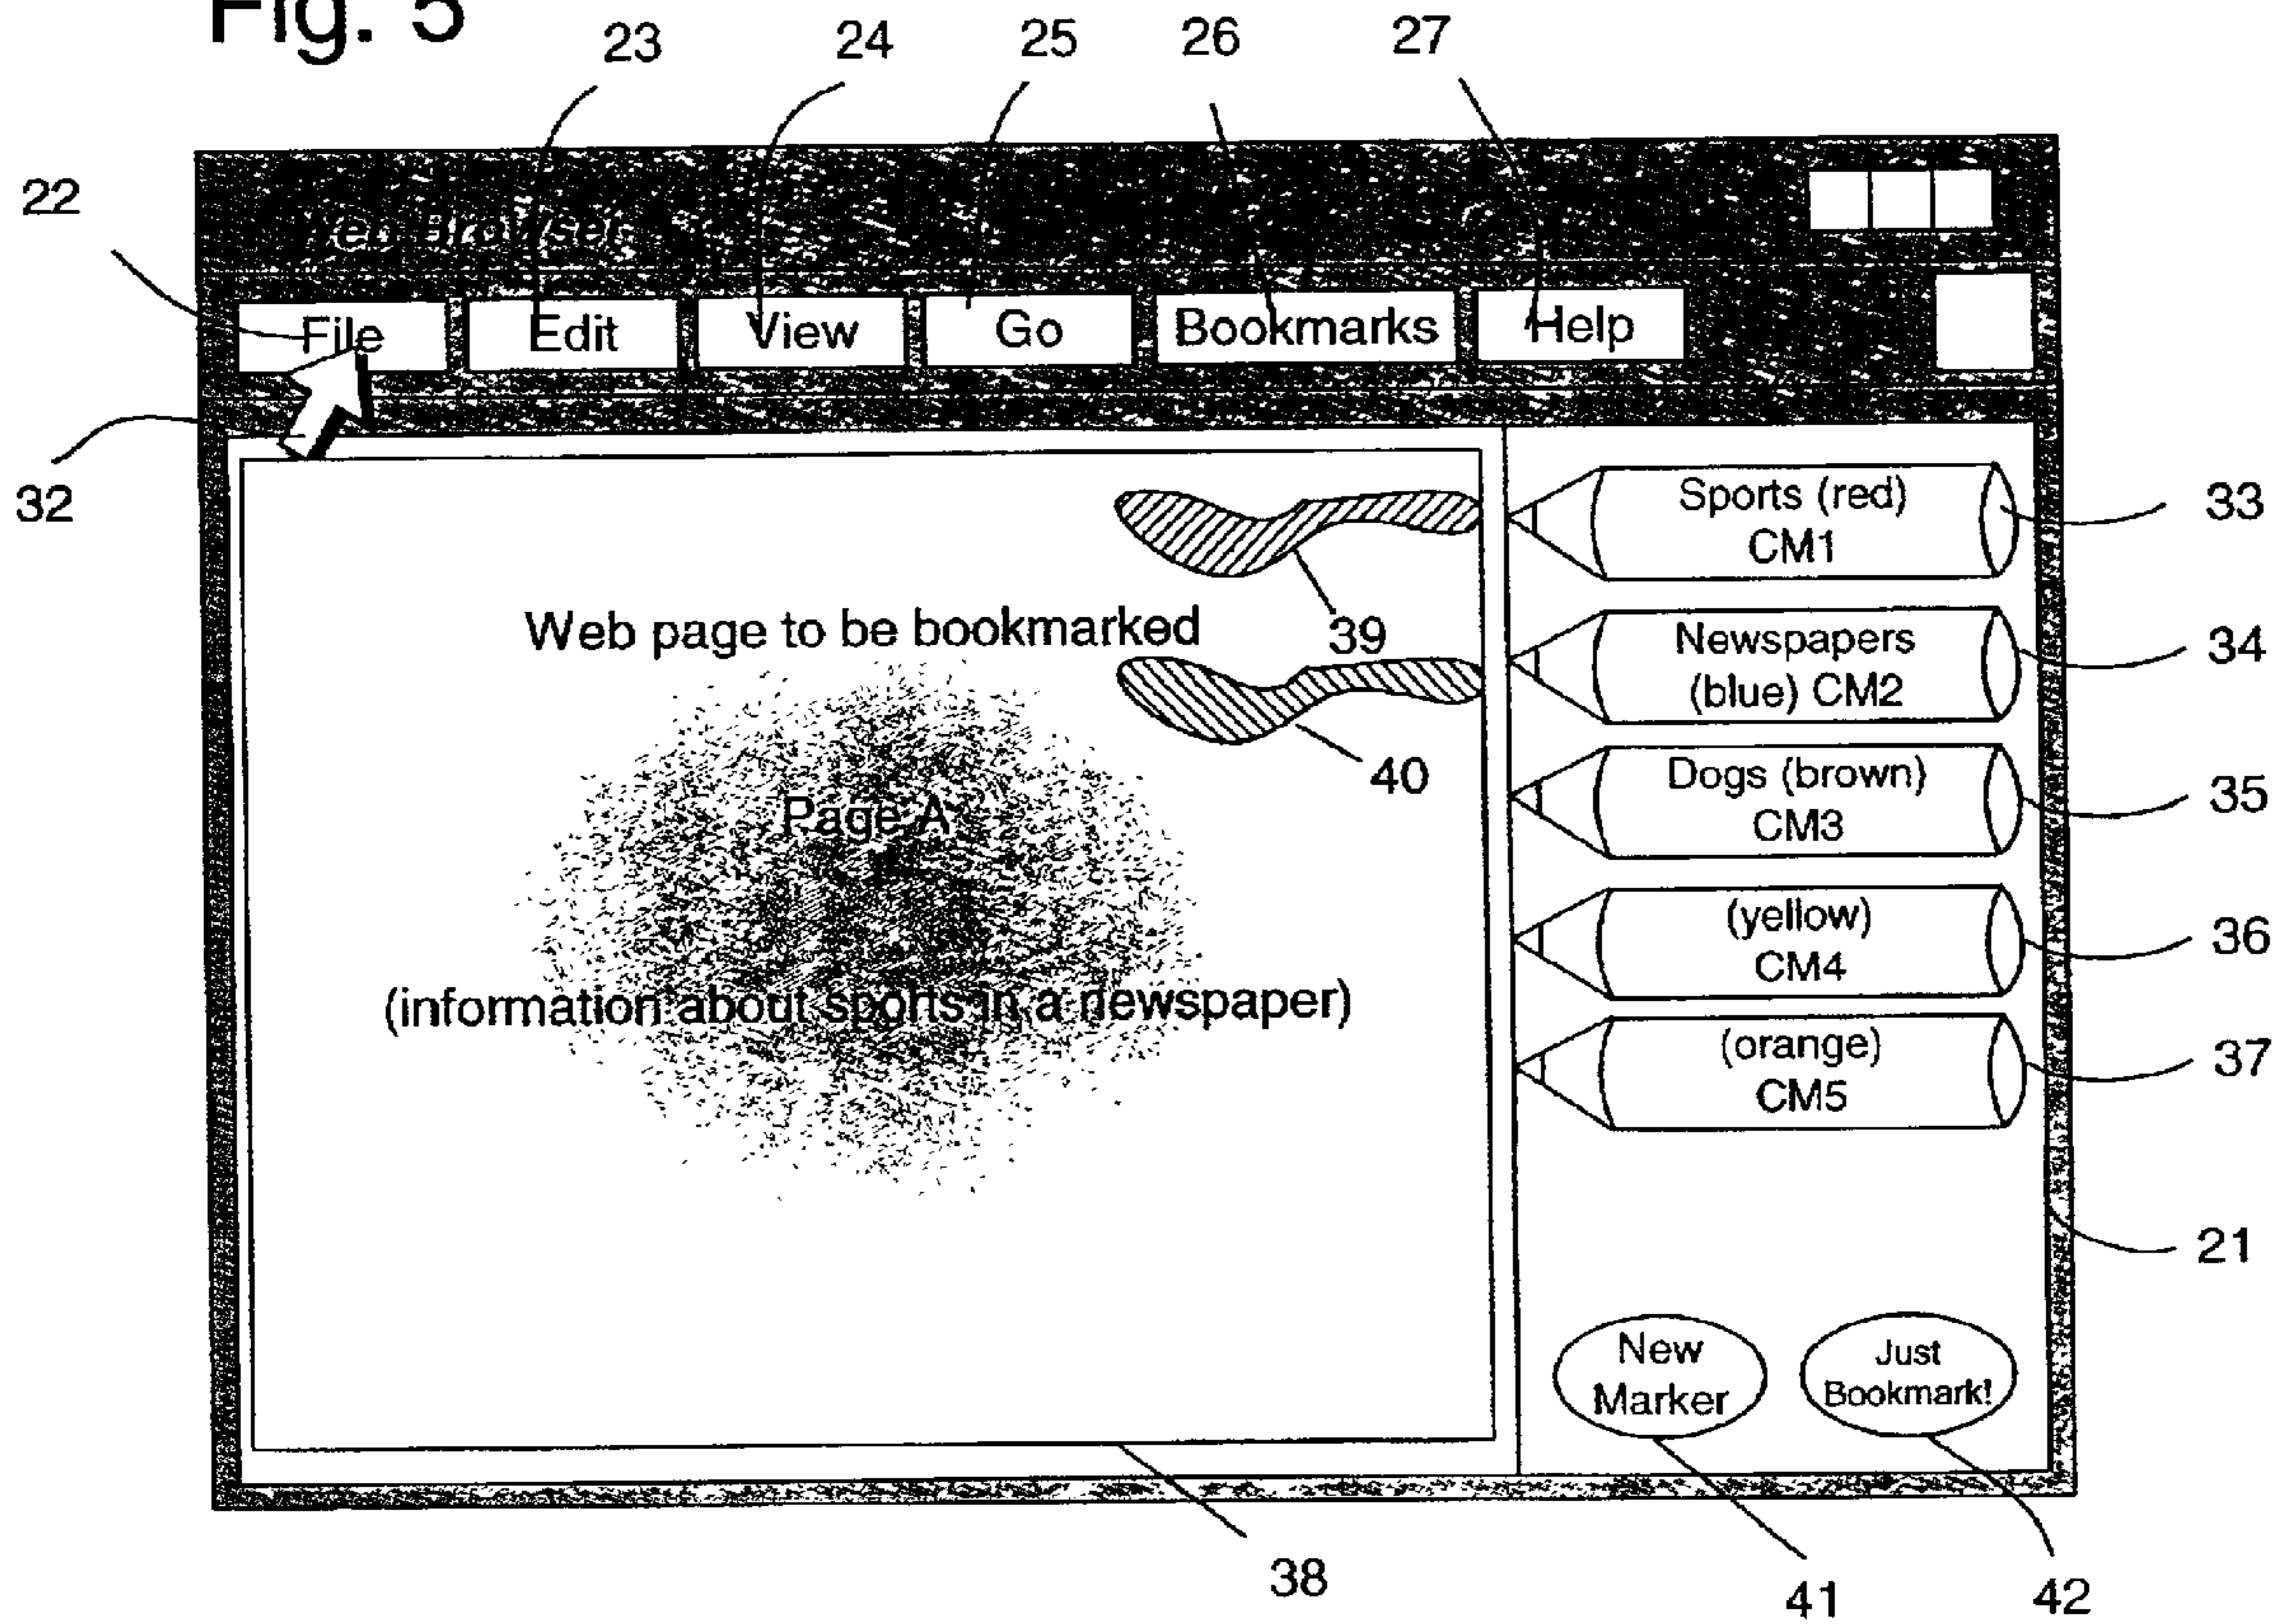 Fig. 5
23 24 25 26 27
22
Web Browser
File Edit View Go Bookmarks Help
32
Sports (red)
CM1
33
Web page to be bookmarked
39
Newspapers
(blue) CM2
34
40
Page A
Dogs (brown)
CM3
35
(yellow)
CM4
36
(information about sports in a newspaper)
(orange)
CM5
37
21
New
Marker
Just
Bookmark!
38
41
42